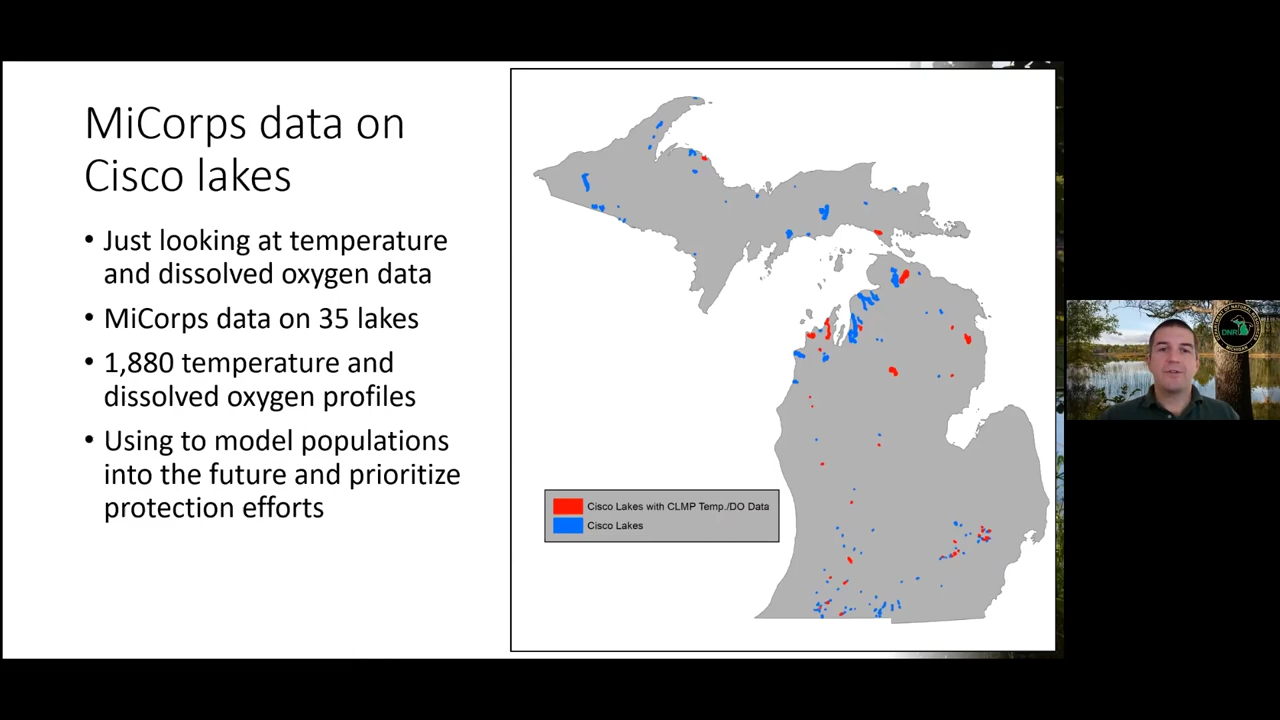 MiCorps data on
Cisco lakes
• Just looking at temperature
and dissolved oxygen data
• MiCorps data on 35 lakes
• 1,880 temperature and
dissolved oxygen profiles
• Using to model populations
into the future and prioritize
protection efforts
Cisco Lakes with CLMP Temp./DO Data
Cisco Lakes
DNR